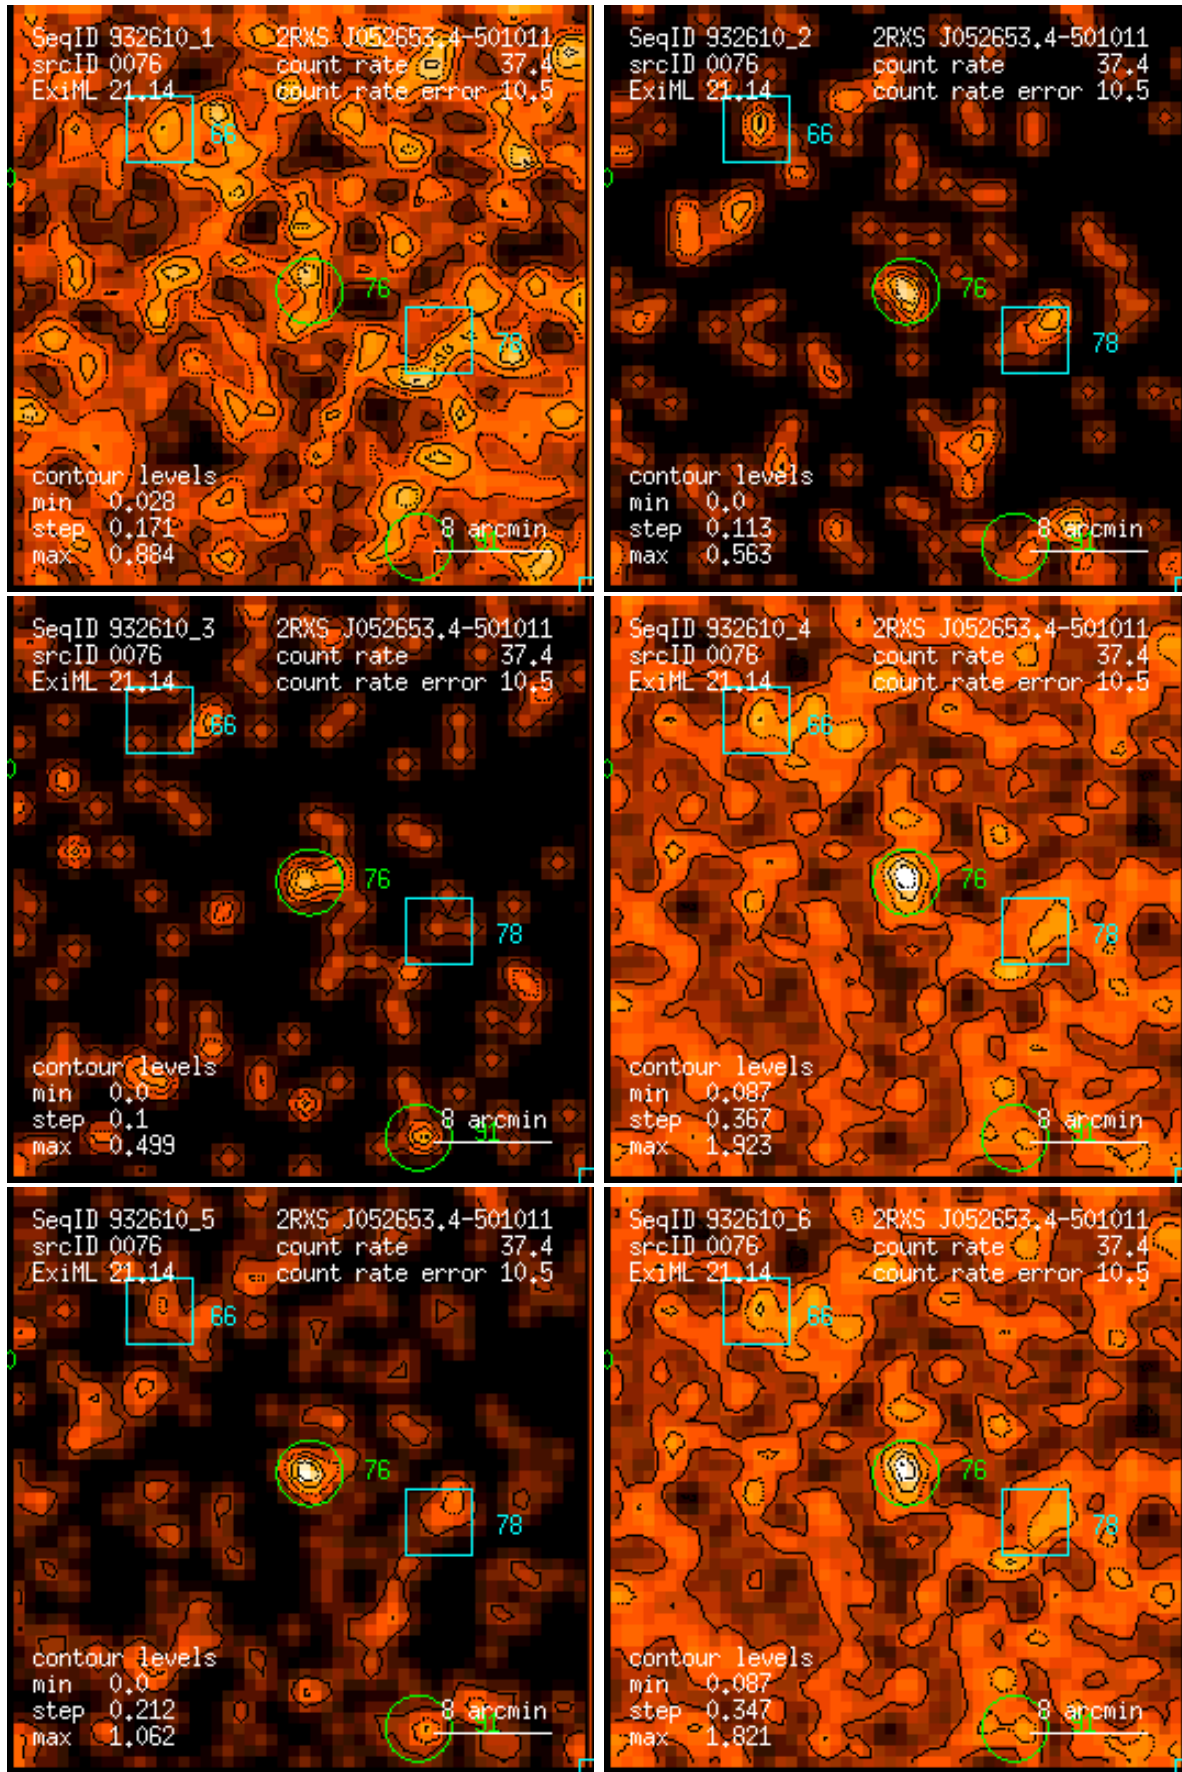 SeqID 932610_1 2RXS J052653.4-501011
srcID 0076 count rate 37.4
ExiML 21.14 count rate error 10.5
66
76
78
contour levels
min 0.028
step 0.171
max 0.884
8 arcmin
91
SeqID 932610_2 2RXS J052653.4-501011
srcID 0076 count rate 37.4
ExiML 21.14 count rate error 10.5
66
76
78
contour levels
min 0.0
step 0.113
max 0.563
8 arcmin
91
SeqID 932610_3 2RXS J052653.4-501011
srcID 0076 count rate 37.4
ExiML 21.14 count rate error 10.5
66
76
78
contour levels
min 0.0
step 0.1
max 0.499
8 arcmin
91
SeqID 932610_4 2RXS J052653.4-501011
srcID 0076 count rate 37.4
ExiML 21.14 count rate error 10.5
66
76
78
contour levels
min 0.087
step 0.367
max 1.923
8 arcmin
91
SeqID 932610_5 2RXS J052653.4-501011
srcID 0076 count rate 37.4
ExiML 21.14 count rate error 10.5
66
76
78
contour levels
min 0.0
step 0.212
max 1.062
8 arcmin
91
SeqID 932610_6 2RXS J052653.4-501011
srcID 0076 count rate 37.4
ExiML 21.14 count rate error 10.5
66
76
78
contour levels
min 0.087
step 0.347
max 1.821
8 arcmin
91